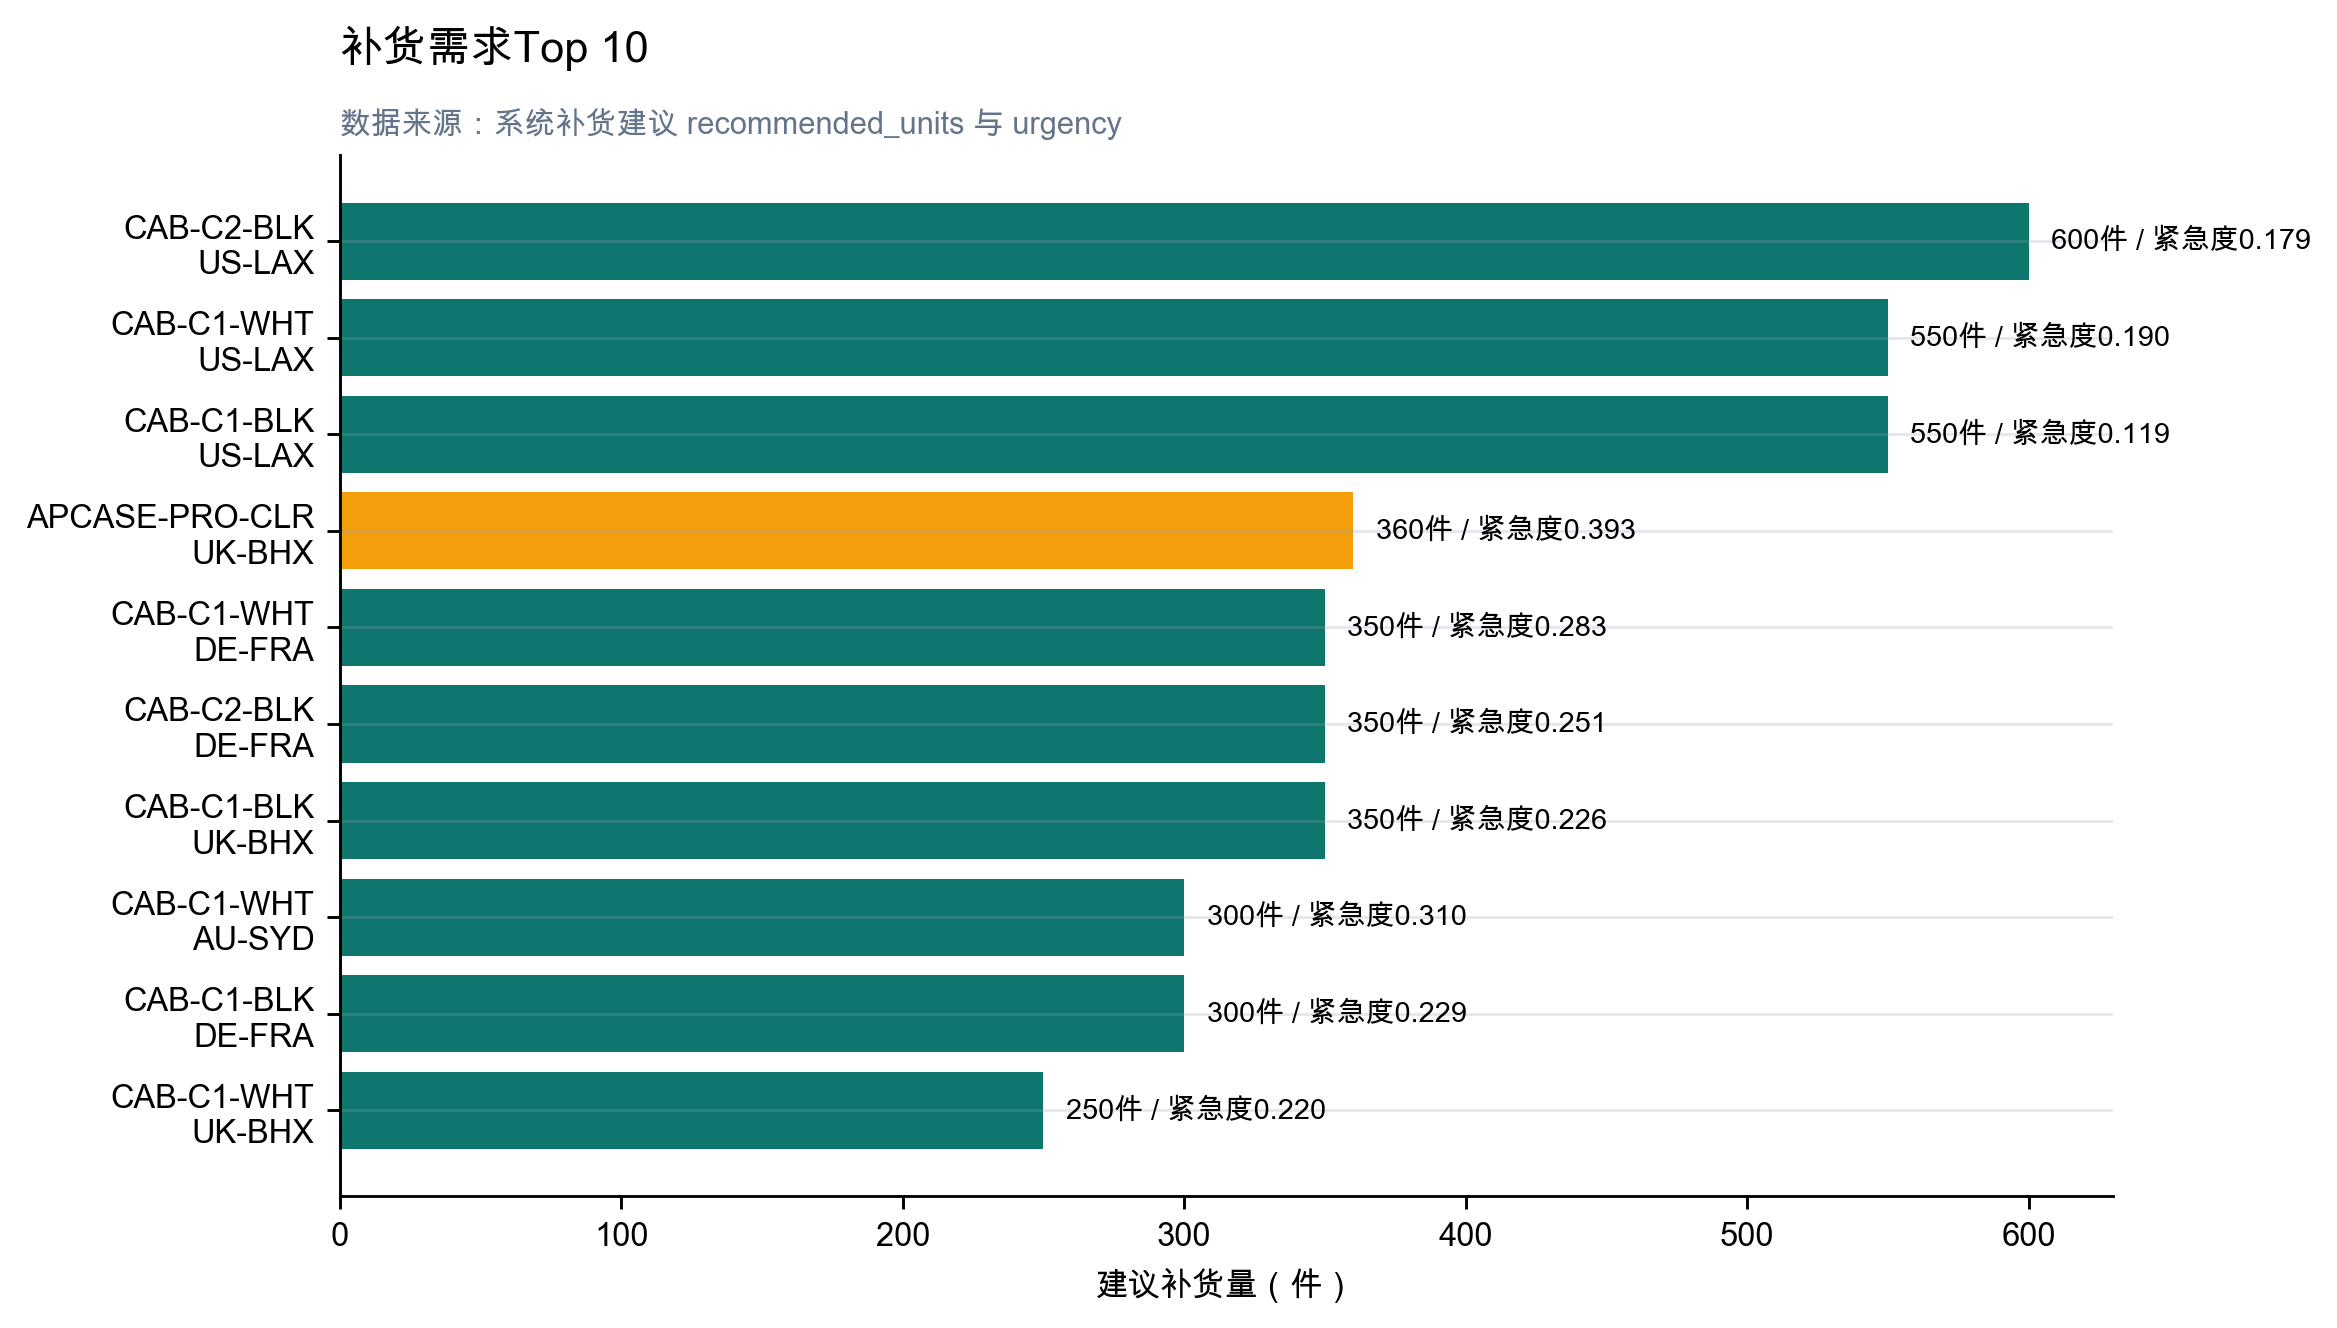 补货需求Top 10
数据来源：系统补货建议 recommended_units 与 urgency
CAB-C2-BLK
US-LAX
600件 / 紧急度0.179
CAB-C1-WHT
US-LAX
550件 / 紧急度0.190
CAB-C1-BLK
US-LAX
550件 / 紧急度0.119
APCASE-PRO-CLR
UK-BHX
360件 / 紧急度0.393
CAB-C1-WHT
DE-FRA
350件 / 紧急度0.283
CAB-C2-BLK
DE-FRA
350件 / 紧急度0.251
CAB-C1-BLK
UK-BHX
350件 / 紧急度0.226
CAB-C1-WHT
AU-SYD
300件 / 紧急度0.310
CAB-C1-BLK
DE-FRA
300件 / 紧急度0.229
CAB-C1-WHT
UK-BHX
250件 / 紧急度0.220
0 100 200 300 400 500 600
建议补货量（件）